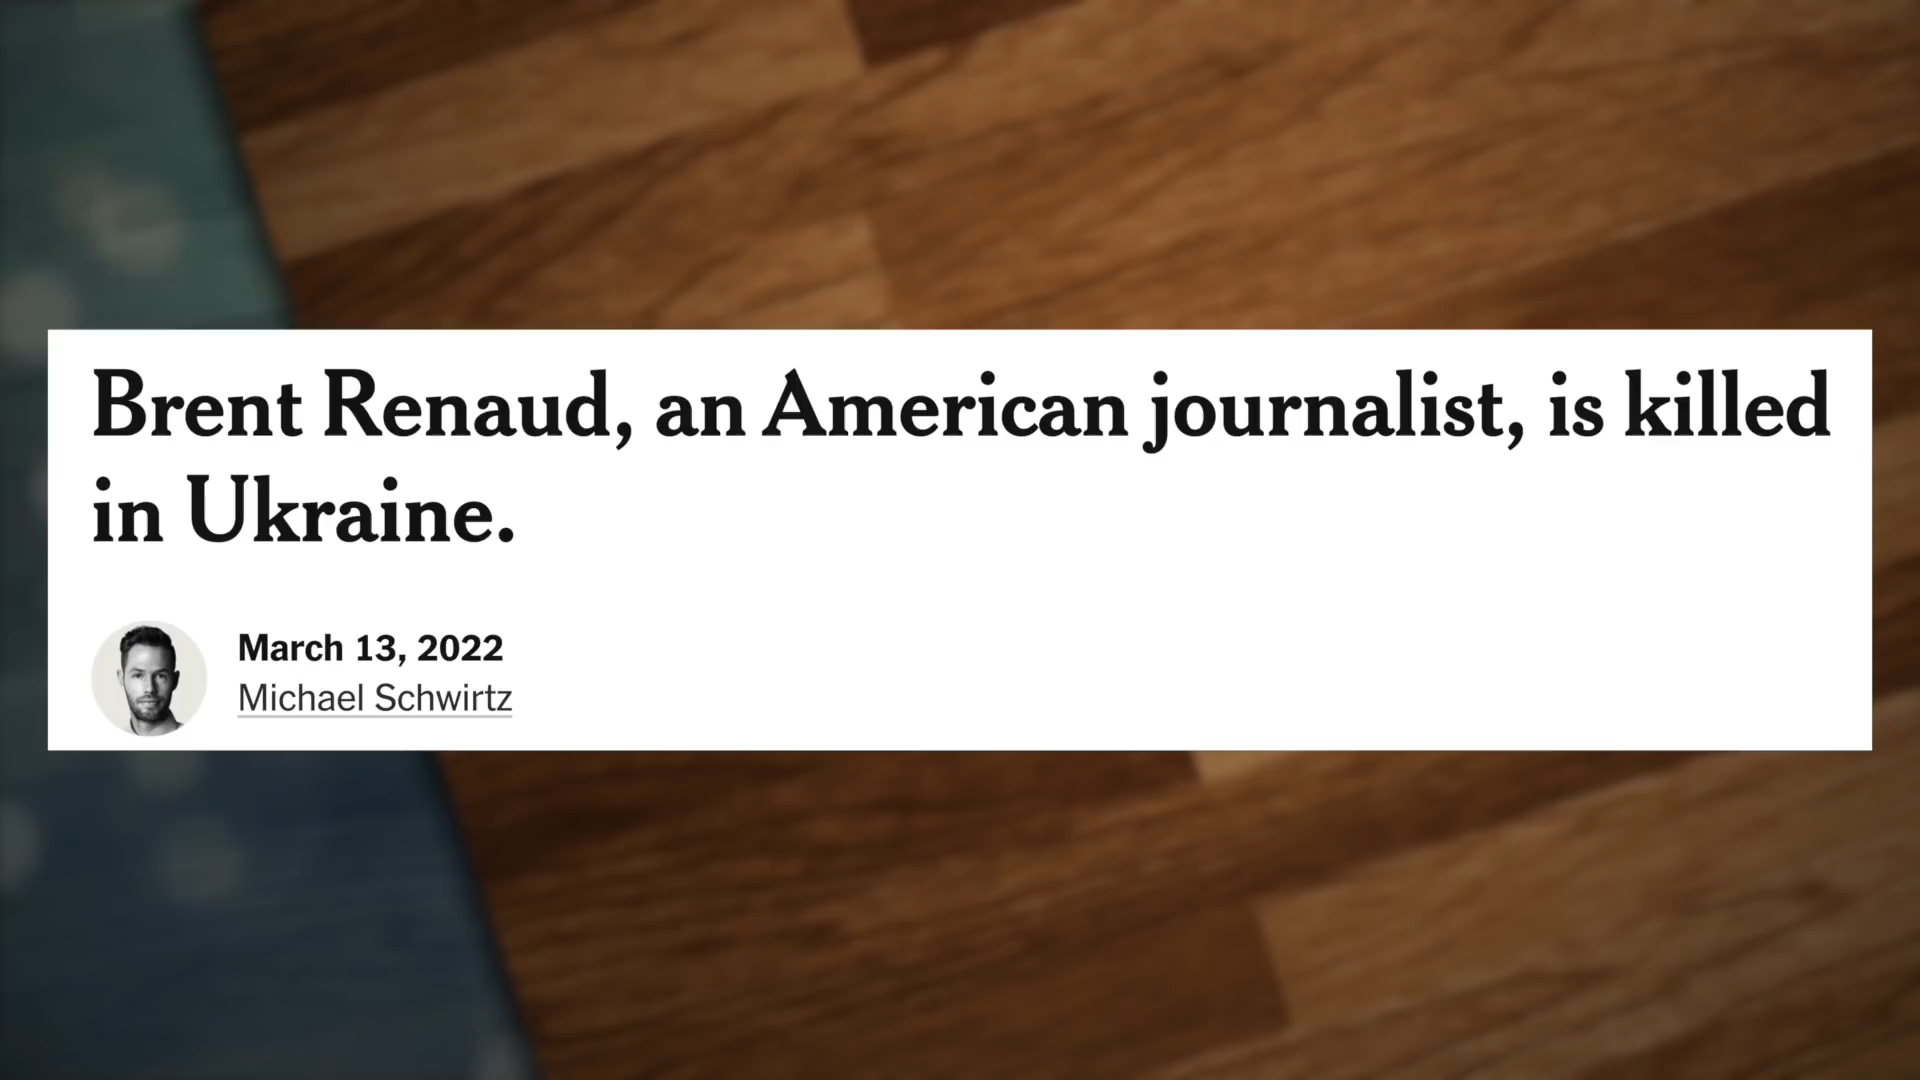 Brent Renaud, an American journalist, is killed
in Ukraine.
March 13, 2022
Michael Schwirtz